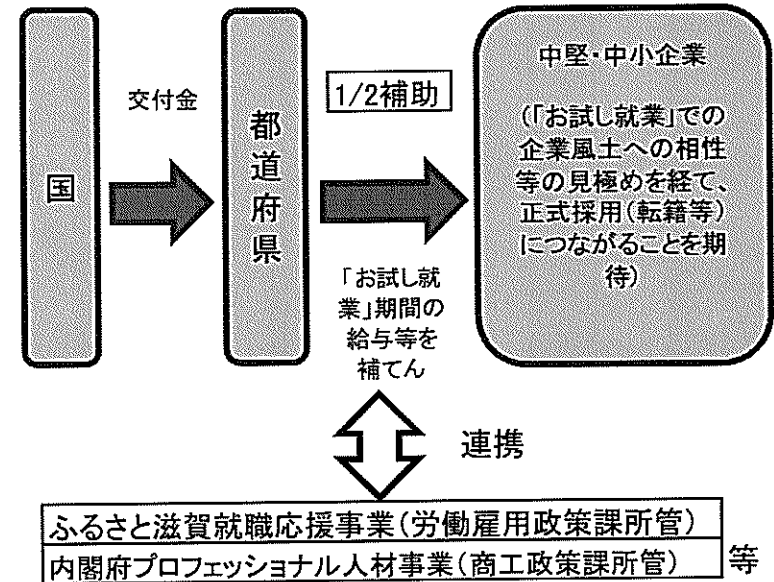 国
交付金
都
道
府
県
1/2補助
「お試し就
業」期間の
給与等を
補てん
中堅・中小企業
(「お試し就業」での
企業風土への相性
等の見極めを経て、
正式採用(転籍等)
につながることを期
待)
連携
ふるさと滋賀就職応援事業(労働雇用政策課所管)
内閣府プロフェッショナル人材事業(商工政策課所管)
等